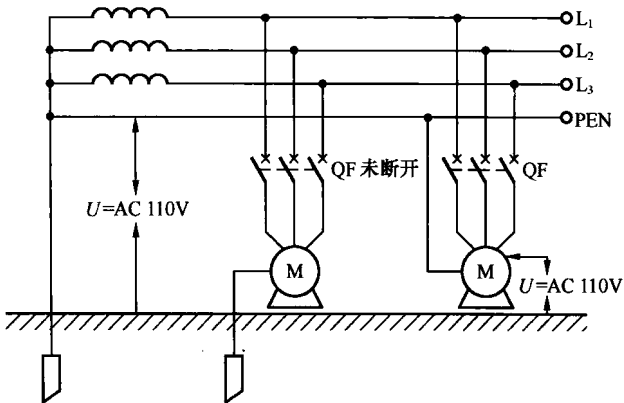 L₁
L₂
L₃
PEN
QF 未断开
QF
U=AC 110V
M
M
U=AC 110V